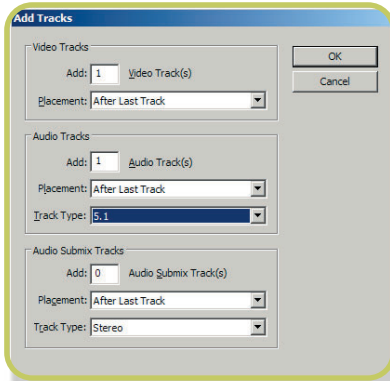 Add Tracks
Video Tracks
Add: 1 Video Track(s)
Placement: After Last Track
OK
Cancel
Audio Tracks
Add: 1 Audio Track(s)
Placement: After Last Track
Track Type: 5.1
Audio Submix Tracks
Add: 0 Audio Submix Track(s)
Placement: After Last Track
Track Type: Stereo